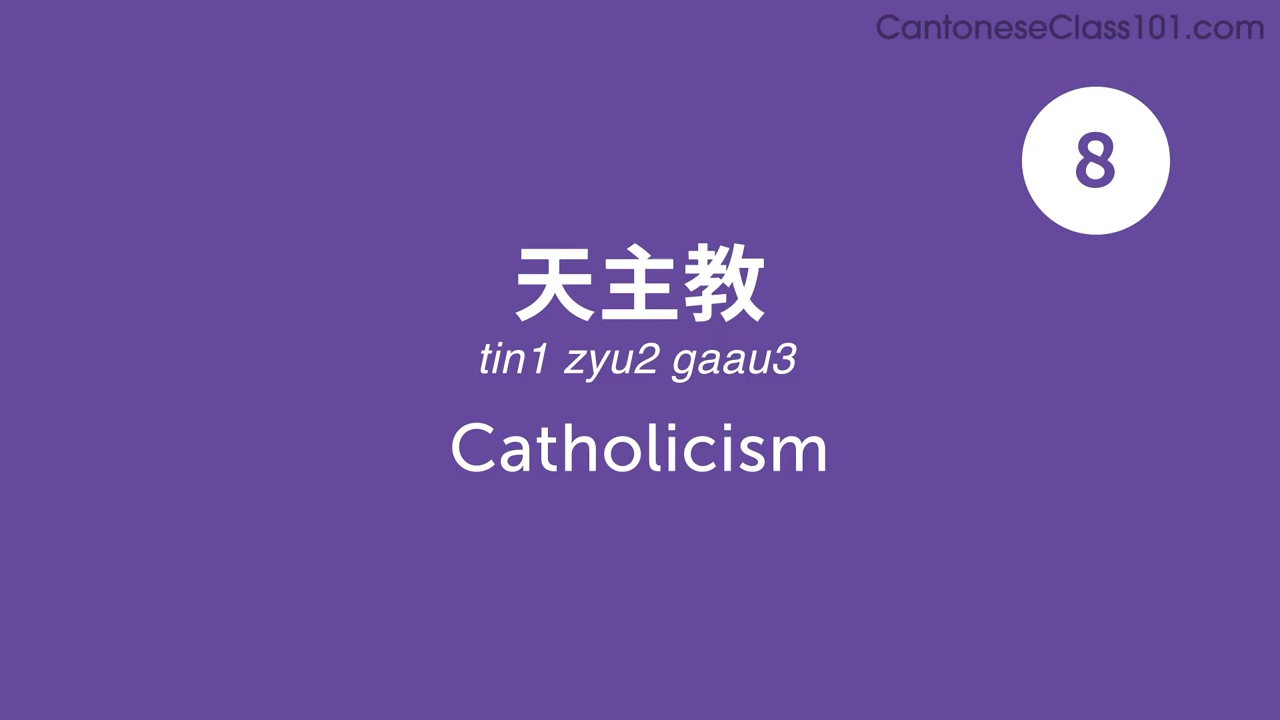 CantoneseClass101.com
8
天主教
tin1 zyu2 gaau3
Catholicism